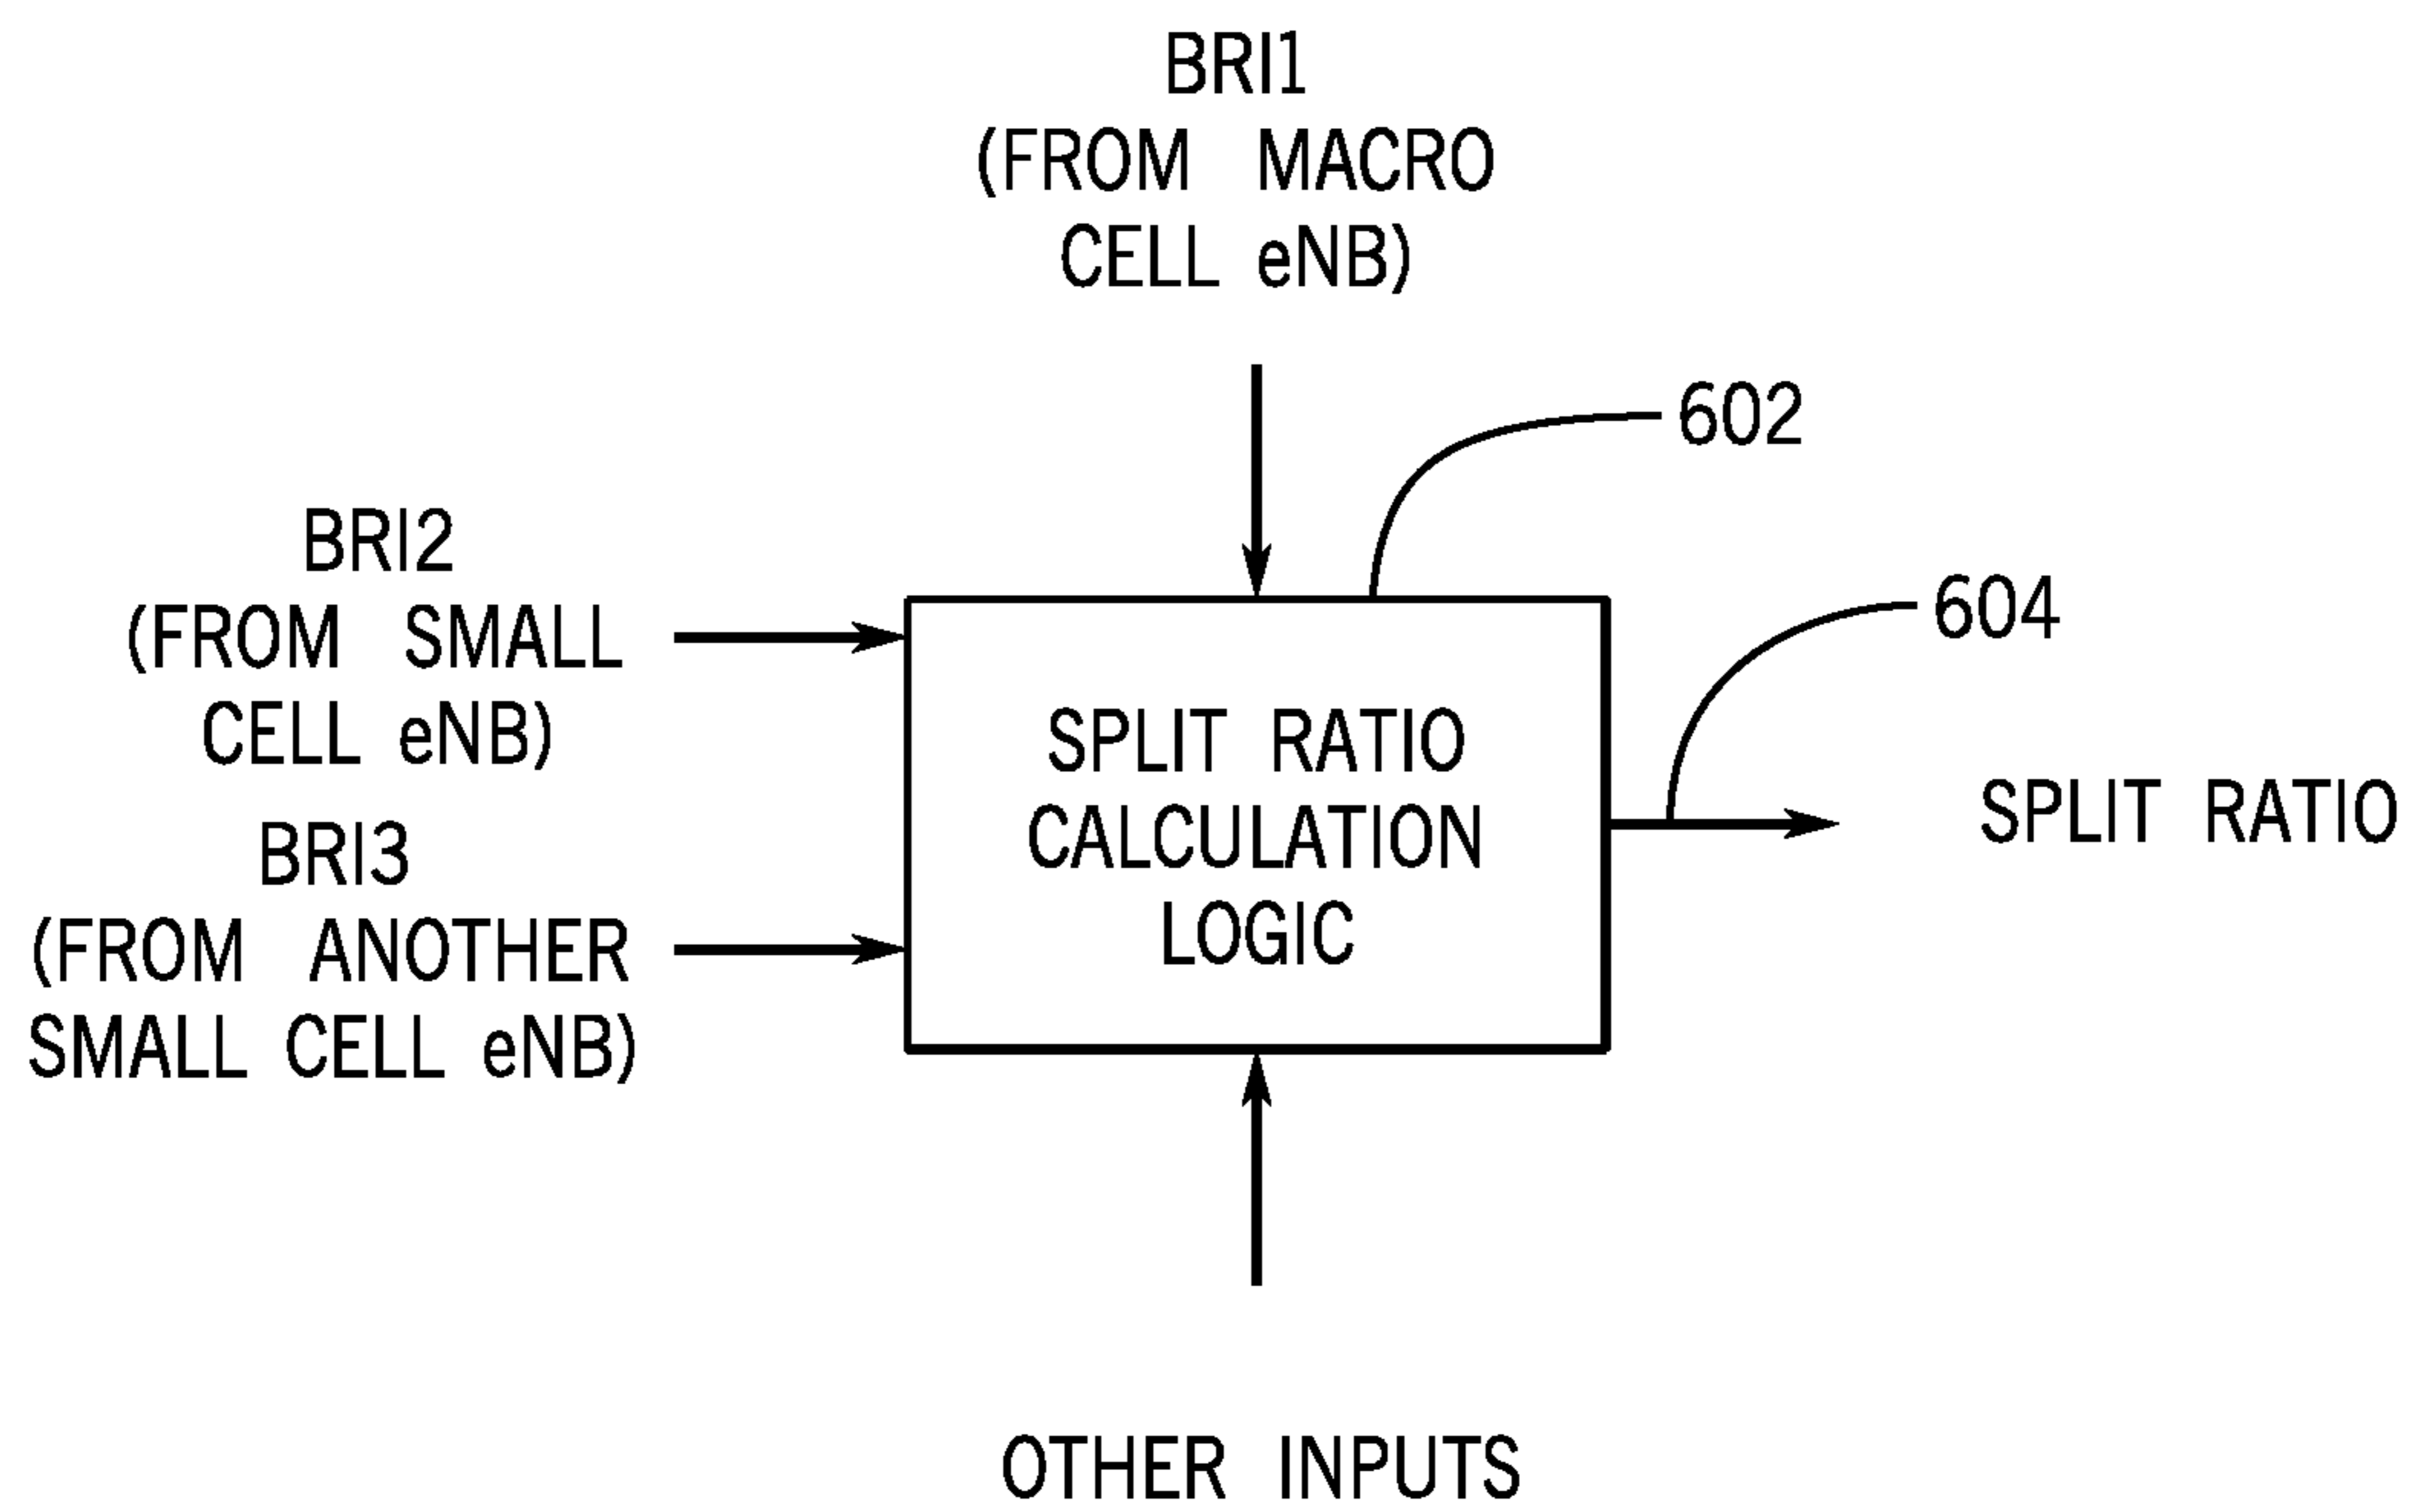 BRI1
(FROM MACRO
CELL eNB)
602
604
BRI2
(FROM SMALL
CELL eNB)
BRI3
(FROM ANOTHER
SMALL CELL eNB)
SPLIT RATIO
CALCULATION
LOGIC
SPLIT RATIO
OTHER INPUTS